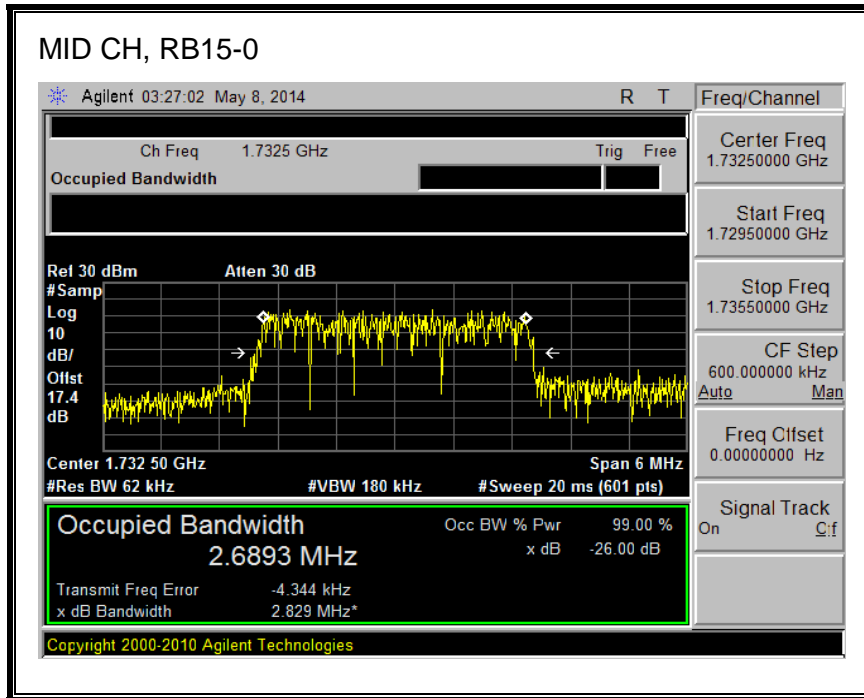 MID CH, RB15-0
Agilent 03:27:02 May 8, 2014 R T
Freq/Channel
Ch Freq 1.7325 GHz Trig Free
Occupied Bandwidth
Center Freq
1.73250000 GHz
Start Freq
1.72950000 GHz
Stop Freq
1.73550000 GHz
CF Step
600.000000 kHz
Auto Man
Freq Offset
0.00000000 Hz
Signal Track
On Off
Ref 30 dBm Atten 30 dB
#Samp
Log
10
dB/
Offst
17.4
dB
Center 1.732 50 GHz Span 6 MHz
#Res BW 62 kHz #VBW 180 kHz #Sweep 20 ms (601 pts)
Occupied Bandwidth
2.6893 MHz
Occ BW % Pwr 99.00 %
x dB -26.00 dB
Transmit Freq Error -4.344 kHz
x dB Bandwidth 2.829 MHz*
Copyright 2000-2010 Agilent Technologies